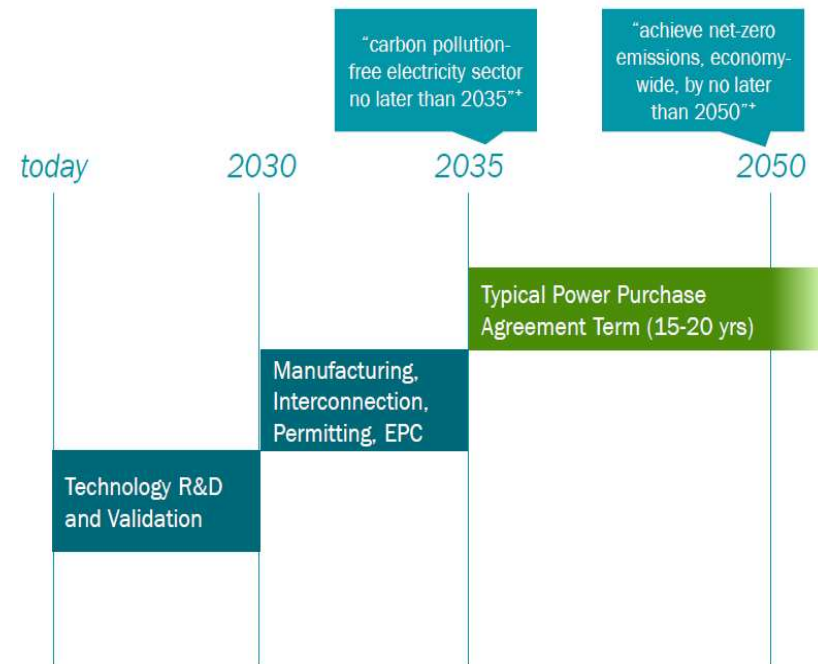 “carbon pollution-
free electricity sector
no later than 2035”⁺
“achieve net-zero
emissions, economy-
wide, by no later
than 2050”⁺
today
2030
2035
2050
Typical Power Purchase
Agreement Term (15-20 yrs)
Manufacturing,
Interconnection,
Permitting, EPC
Technology R&D
and Validation